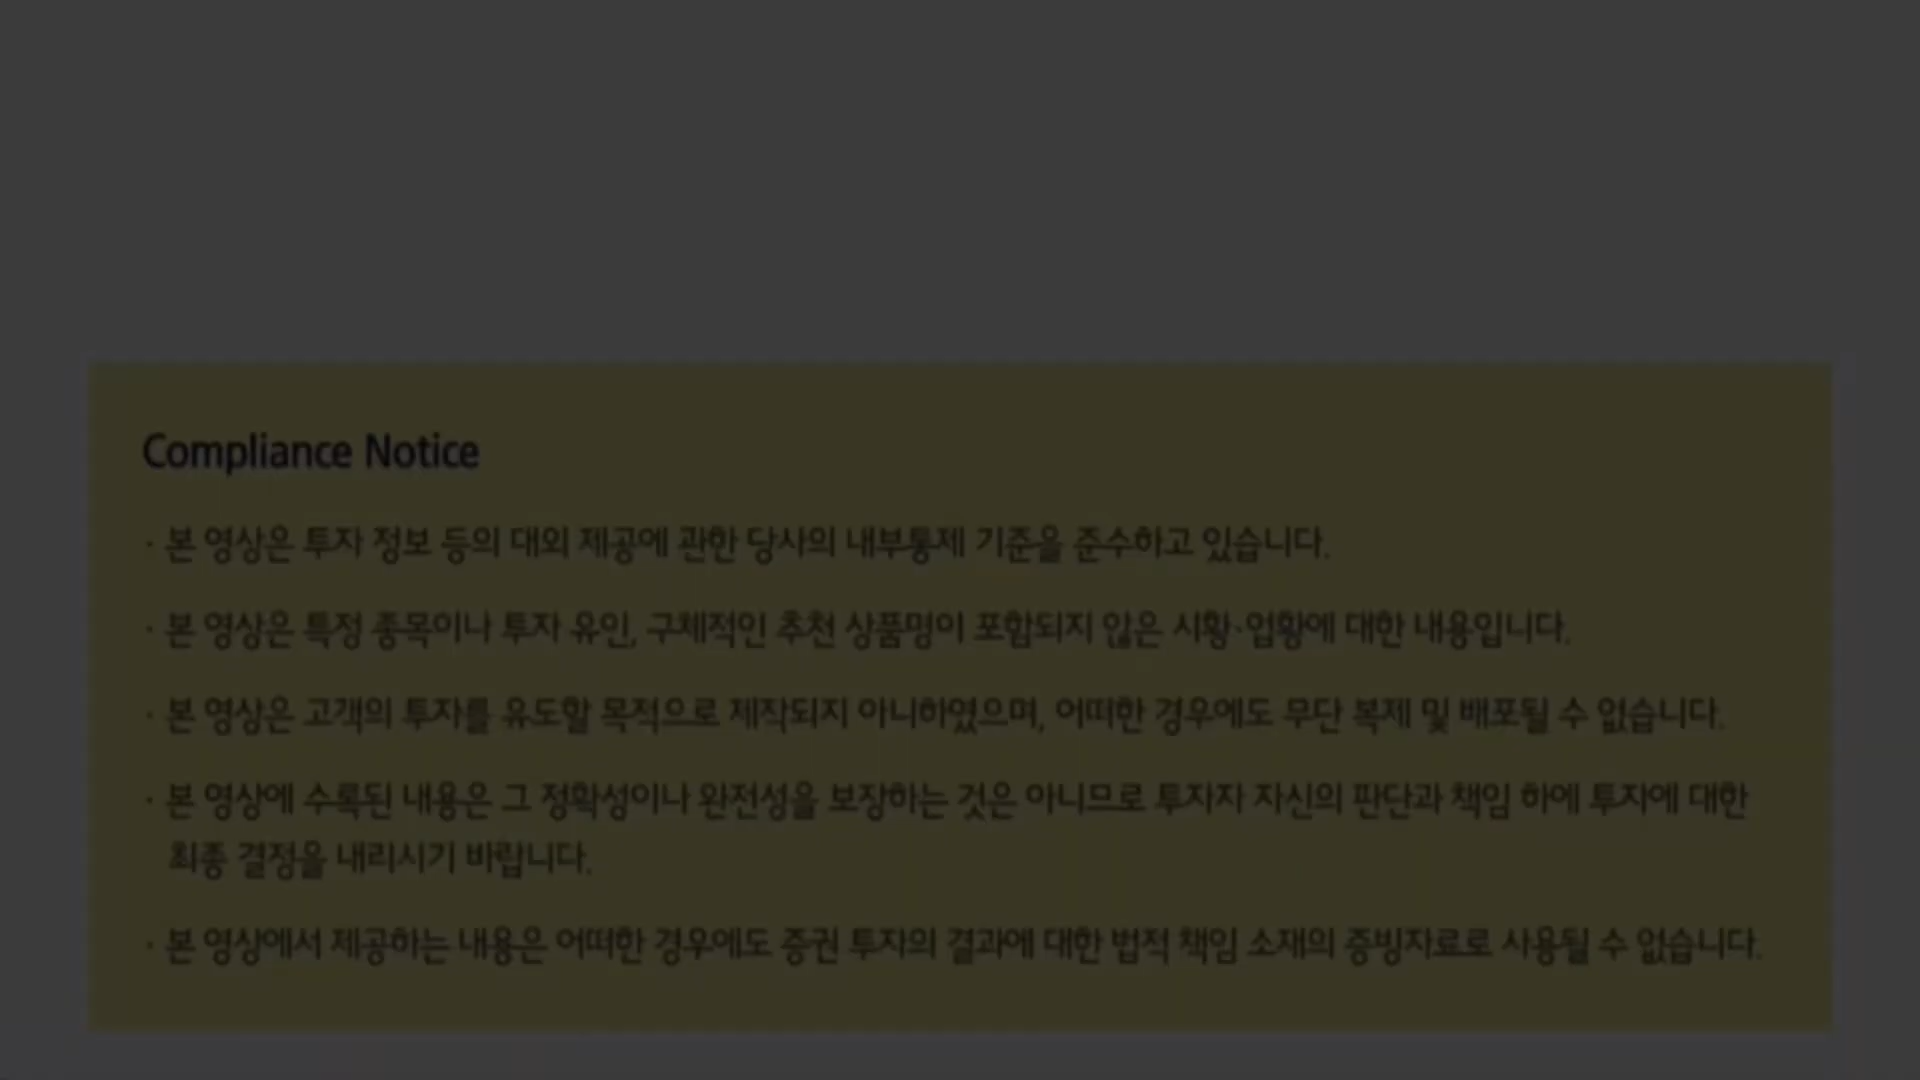 Compliance Notice
· 본 영상은 투자 정보 등의 대외 제공에 관한 당사의 내부통제 기준을 준수하고 있습니다.
· 본 영상은 특정 종목이나 투자 유인, 구체적인 추천 상품명이 포함되지 않은 시황·업황에 대한 내용입니다.
· 본 영상은 고객의 투자를 유도할 목적으로 제작되지 아니하였으며, 어떠한 경우에도 무단 복제 및 배포될 수 없습니다.
· 본 영상에 수록된 내용은 그 정확성이나 완전성을 보장하는 것은 아니므로 투자자 자신의 판단과 책임 하에 투자에 대한
최종 결정을 내리시기 바랍니다.
· 본 영상에서 제공하는 내용은 어떠한 경우에도 증권 투자의 결과에 대한 법적 책임 소재의 증빙자료로 사용될 수 없습니다.